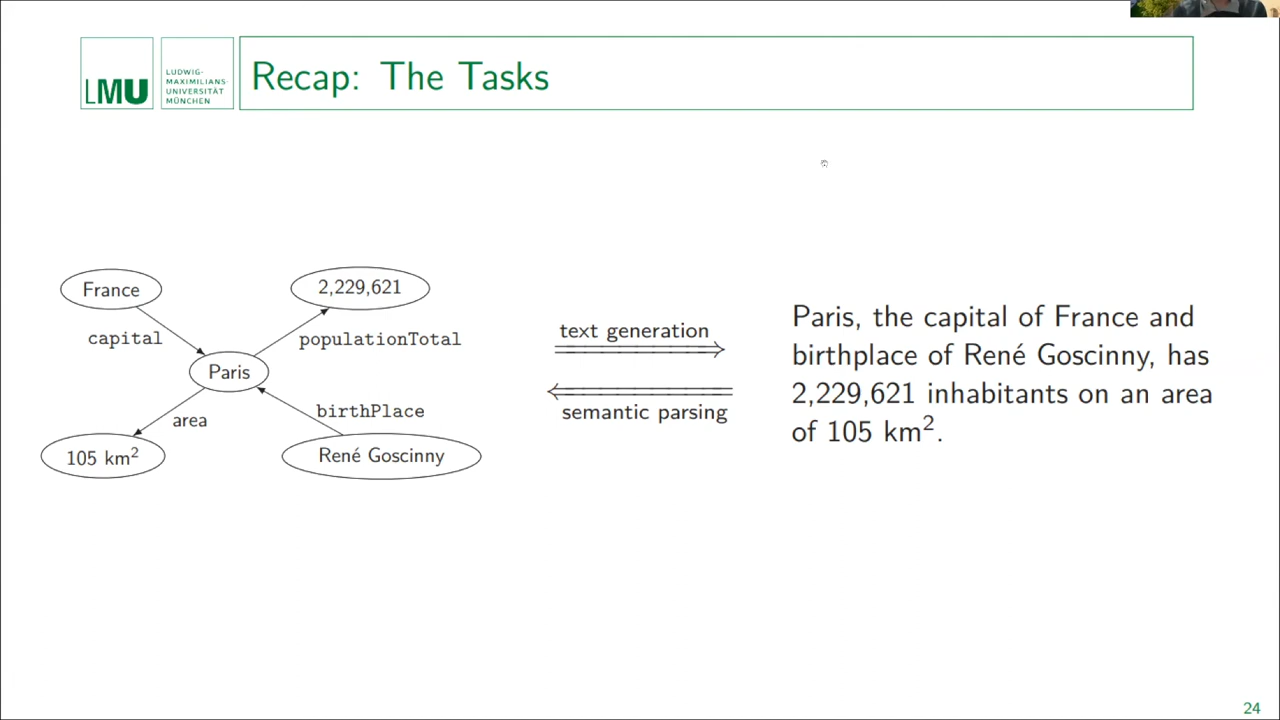 LMU
LUDWIG-
MAXIMILIANS-
UNIVERSITÄT
MÜNCHEN
Recap: The Tasks
France
2,229,621
capital
populationTotal
Paris
area
birthPlace
105 km²
René Goscinny
text generation
semantic parsing
Paris, the capital of France and
birthplace of René Goscinny, has
2,229,621 inhabitants on an area
of 105 km².
24